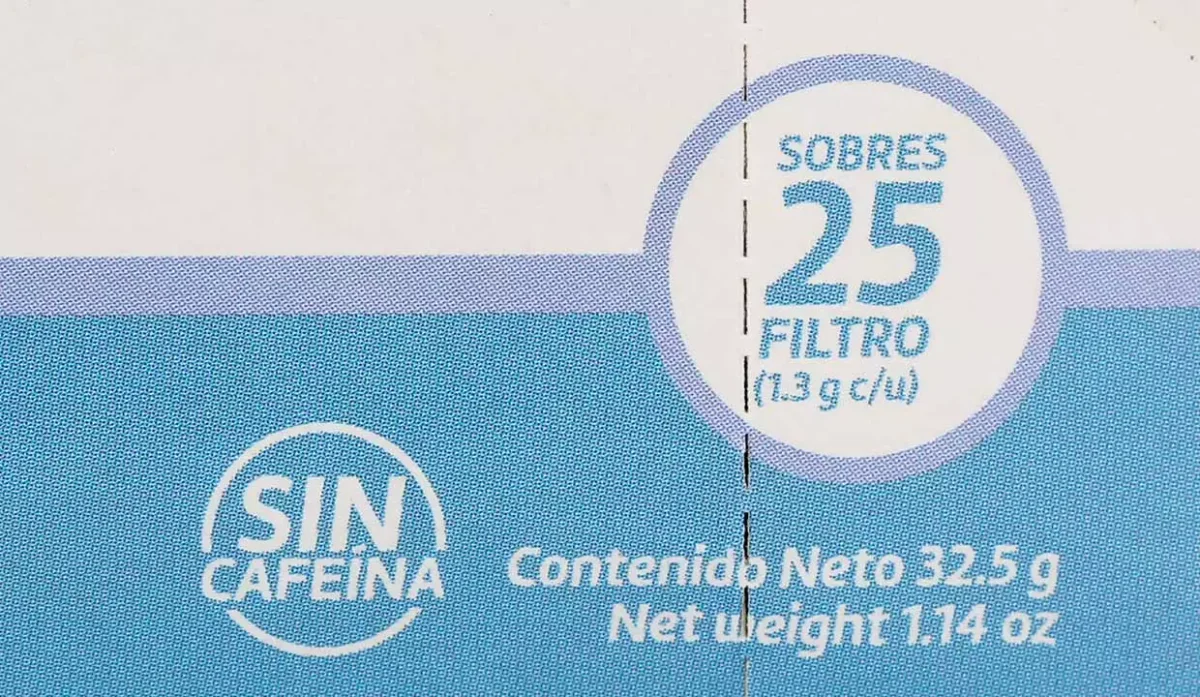 SOBRES
25
FILTRO
(1.3 g c/u)
SIN
CAFEÍNA
Contenido Neto 32.5 g
Net weight 1.14 oz